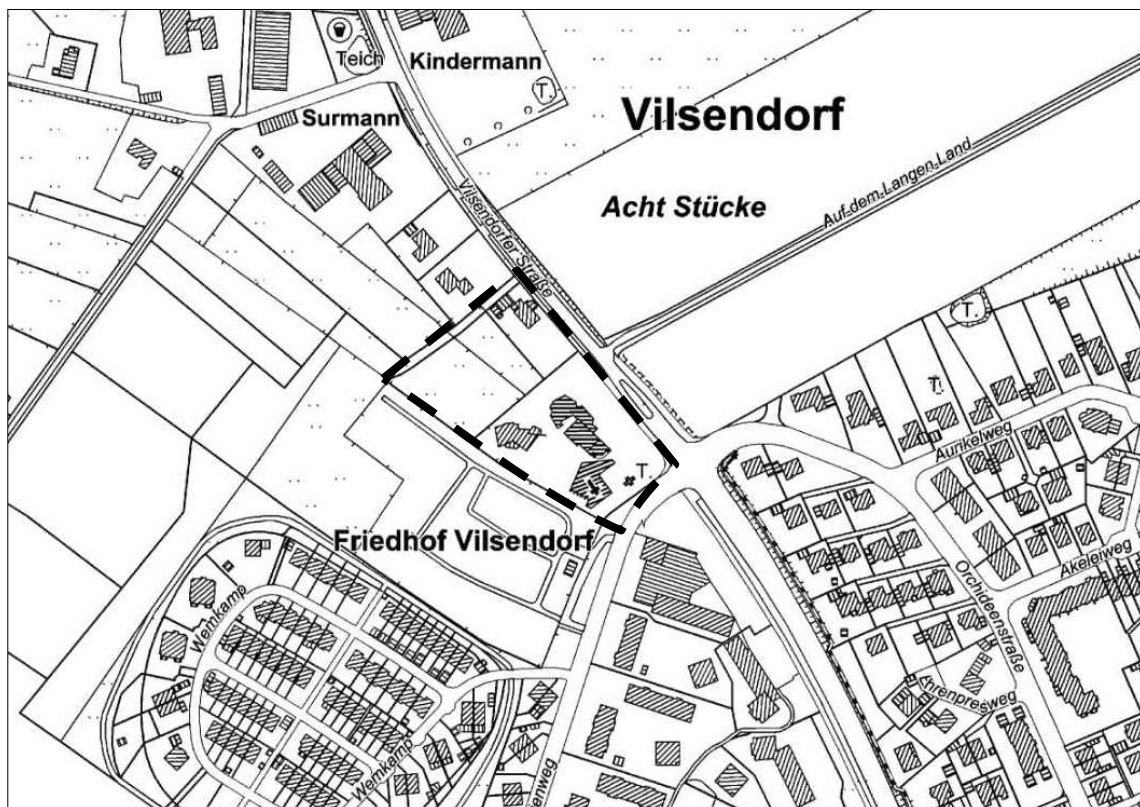 Teich
Kindermann
T.
Surmann
Vilsendorf
Acht Stücke
Auf dem Langen Land
Vilsendorfer Straße
T.
T.
Aurikelweg
T.
Friedhof Vilsendorf
Akeleiweg
Orchideenstraße
Wemkamp
Ehrenpreisweg
Wemkamp
enweg